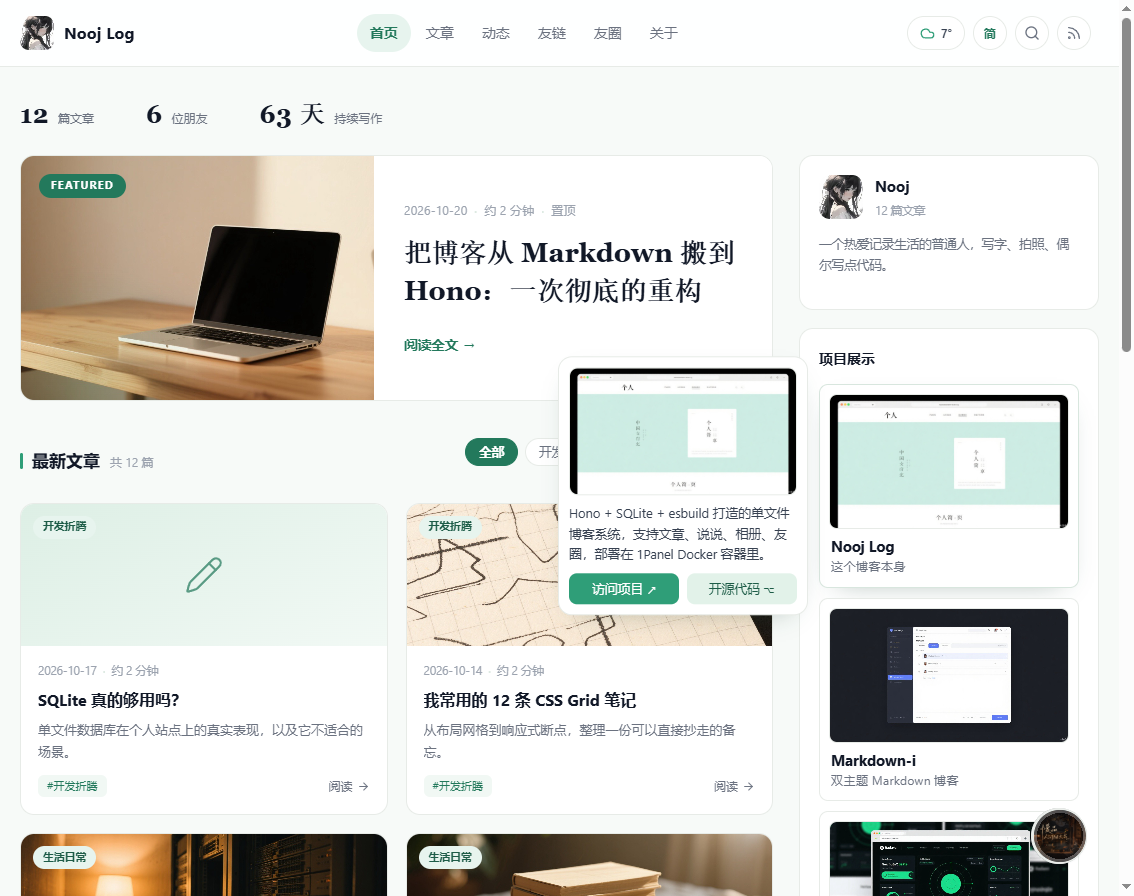 Nooj Log
首页
文章
动态
友链
友圈
关于
7°
简
12 篇文章
6 位朋友
63 天 持续写作
FEATURED
2026-10-20 · 约 2 分钟 · 置顶
把博客从 Markdown 搬到
Hono：一次彻底的重构
阅读全文 →
Nooj
12 篇文章
一个热爱记录生活的普通人，写字、拍照、偶
尔写点代码。
项目展示
个人
个人简·别
Nooj Log
这个博客本身
Markdown-i
双主题 Markdown 博客
个人
个人简·别
Hono + SQLite + esbuild 打造的单文件
博客系统，支持文章、说说、相册、友
圈，部署在 1Panel Docker 容器里。
访问项目 ↗
开源代码 ⌥
最新文章 共 12 篇
全部
开发
开发折腾
2026-10-17 · 约 2 分钟
SQLite 真的够用吗？
单文件数据库在个人站点上的真实表现，以及它不适合的
场景。
#开发折腾
阅读 →
开发折腾
2026-10-14 · 约 2 分钟
我常用的 12 条 CSS Grid 笔记
从布局网格到响应式断点，整理一份可以直接抄走的备
忘。
#开发折腾
阅读 →
生活日常
生活日常